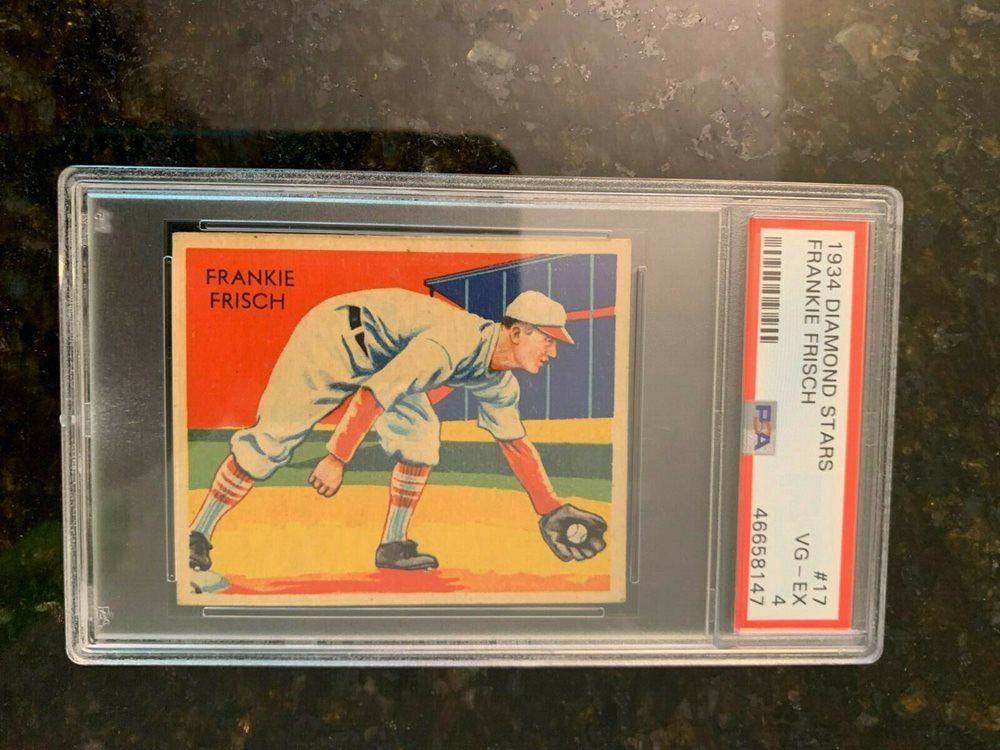 FRANKIE
FRISCH
1934 DIAMOND STARS
FRANKIE FRISCH
PSA
#17
VG-EX
4
46658147